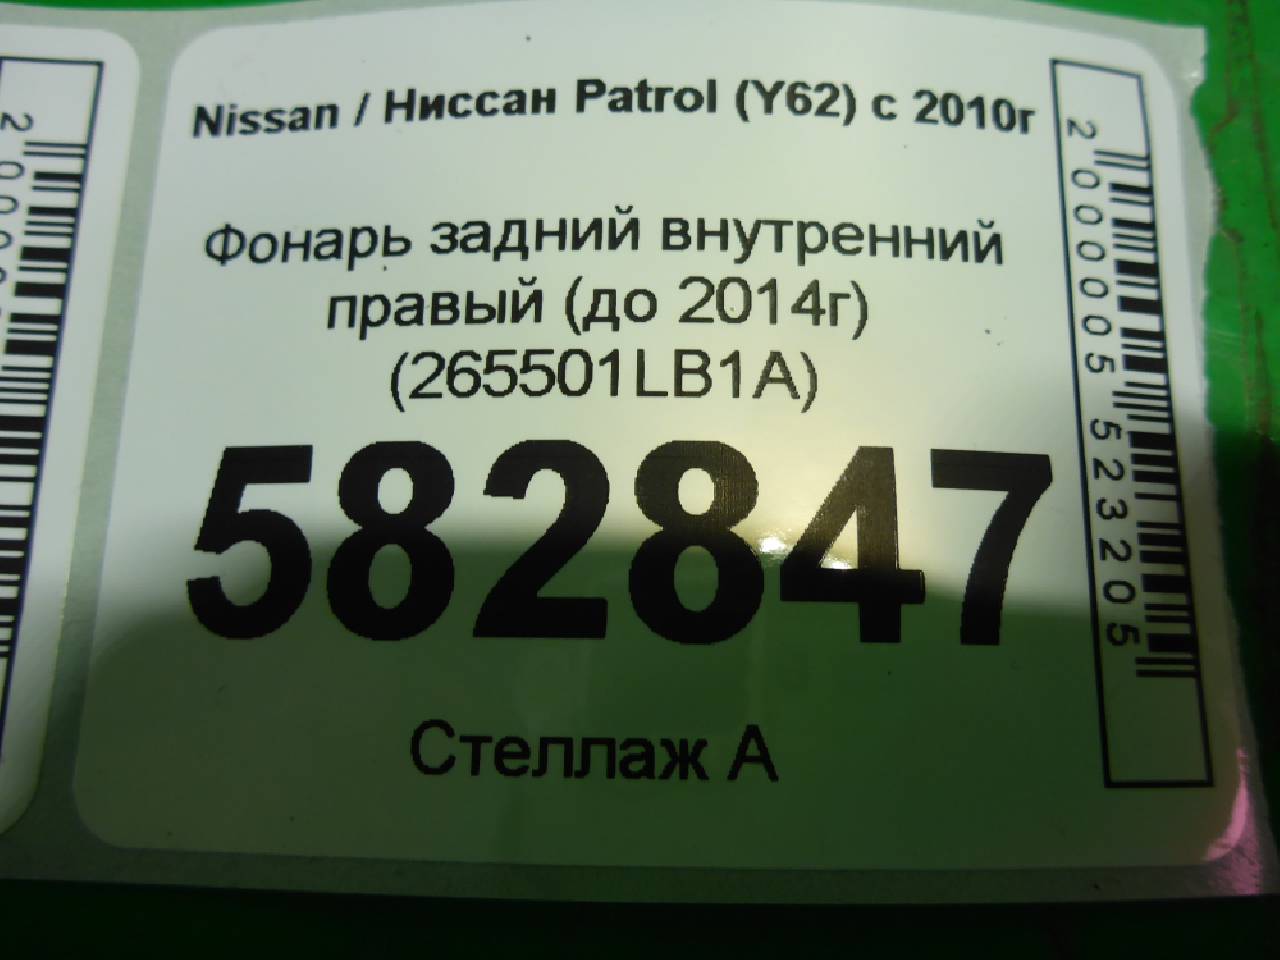 Nissan / Ниссан Patrol (Y62) с 2010г
Фонарь задний внутренний
правый (до 2014г)
(265501LB1A)
582847
Стеллаж А
2000005523205